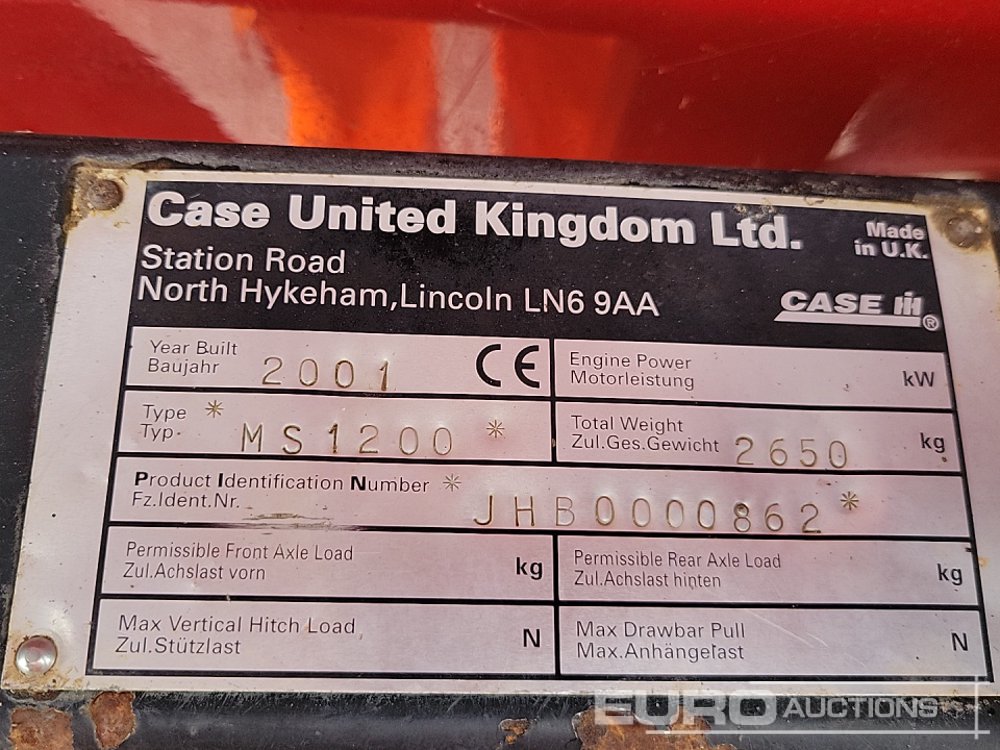 Case United Kingdom Ltd.
Made
in U.K.
Station Road
North Hykeham, Lincoln LN6 9AA
CASE IH ®
Year Built
Baujahr 2001 CE
Engine Power
Motorleistung kW
Type
Typ. * MS1200 *
Total Weight
Zul.Ges.Gewicht 2650 kg
Product Identification Number
Fz.Ident.Nr. * JHB0000862 *
Permissible Front Axle Load
Zul.Achslast vorn kg
Permissible Rear Axle Load
Zul.Achslast hinten kg
Max Vertical Hitch Load
Zul.Stützlast N
Max Drawbar Pull
Max.Anhängelast N
EURO AUCTIONS